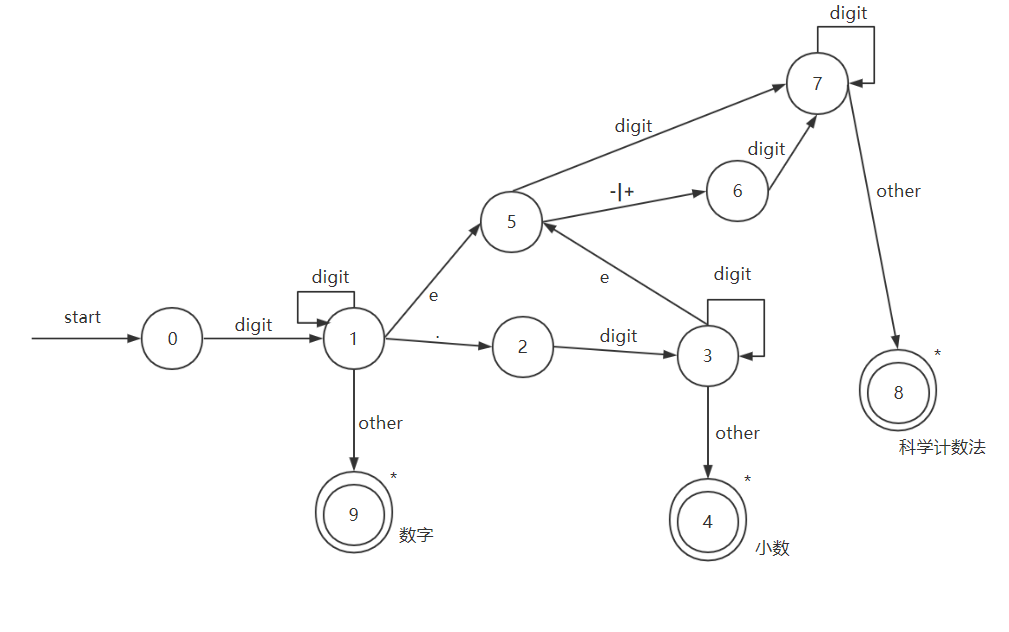 digit
7
digit
digit
-|+
6
other
5
e
digit
e
digit
start
digit
0
1
.
2
digit
3
*
8
other
other
科学计数法
*
*
9
4
数字
小数